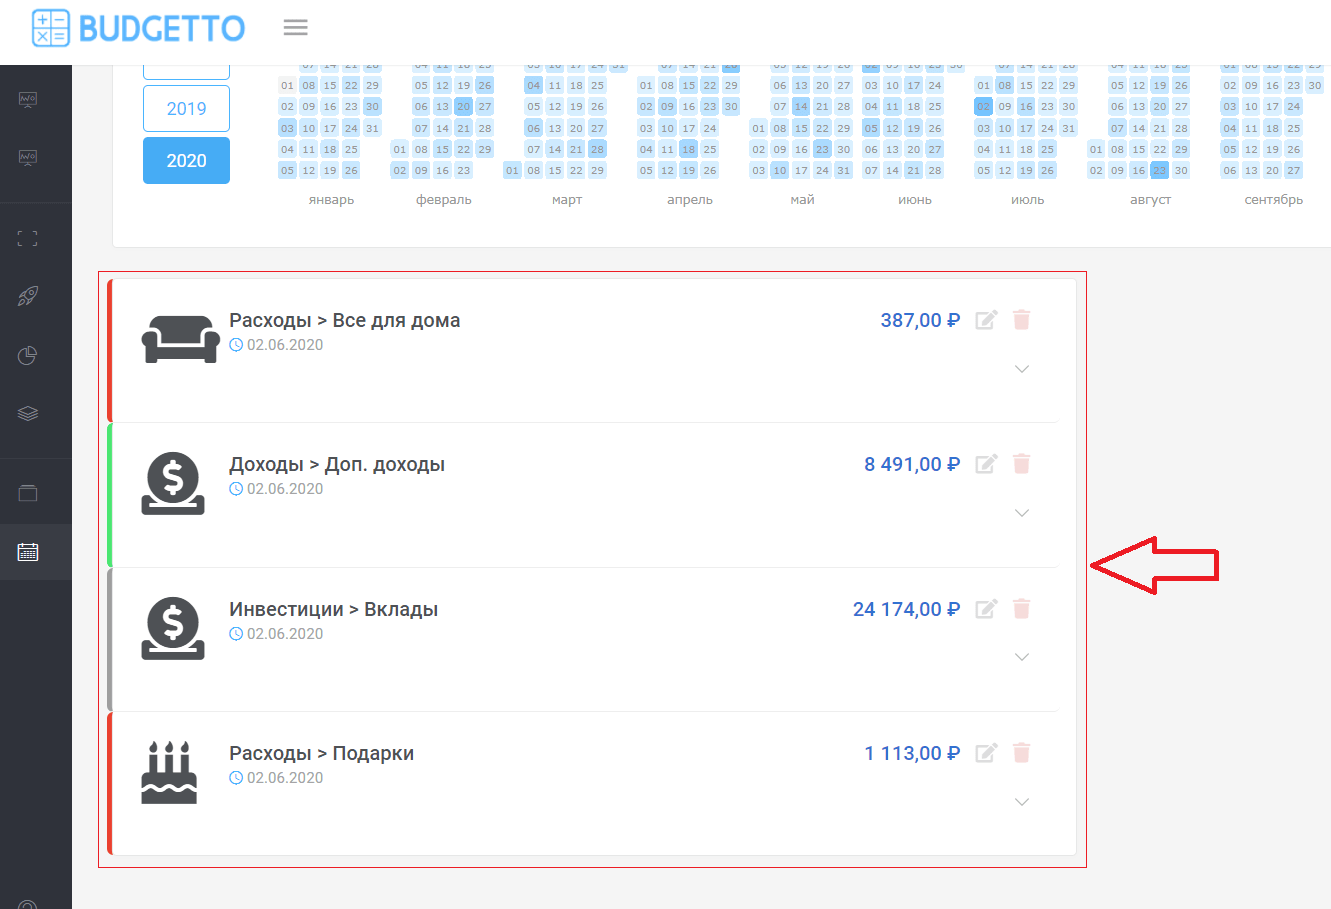 BUDGETTO
01 08 15 22 29 05 12 19 26 04 11 18 25 01 08 15 22 29 06 13 20 27 03 10 17 24 01 08 15 22 29 05 12 19 26 02 09 16 23 30
2019
02 09 16 23 30 06 13 20 27 05 12 19 26 02 09 16 23 30 07 14 21 28 04 11 18 25 02 09 16 23 30 06 13 20 27 03 10 17 24
03 10 17 24 31 07 14 21 28 06 13 20 27 03 10 17 24 01 08 15 22 29 05 12 19 26 03 10 17 24 31 07 14 21 28 04 11 18 25
2020
04 11 18 25 01 08 15 22 29 07 14 21 28 04 11 18 25 02 09 16 23 30 06 13 20 27 04 11 18 25 01 08 15 22 29 05 12 19 26
05 12 19 26 02 09 16 23 01 08 15 22 29 05 12 19 26 03 10 17 24 31 07 14 21 28 05 12 19 26 02 09 16 23 30 06 13 20 27
январь февраль март апрель май июнь июль август сентябрь
Расходы > Все для дома 387,00 ₽
02.06.2020
Доходы > Доп. доходы 8 491,00 ₽
02.06.2020
Инвестиции > Вклады 24 174,00 ₽
02.06.2020
Расходы > Подарки 1 113,00 ₽
02.06.2020